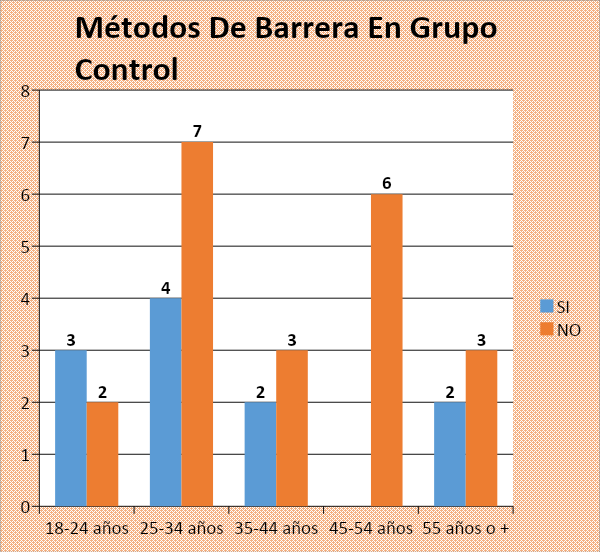 Métodos De Barrera En Grupo
Control
8
7
6
5
4
3
2
1
0
3
2
4
7
2
3
6
2
3
18-24 años
25-34 años
35-44 años
45-54 años
55 años o +
SI
NO